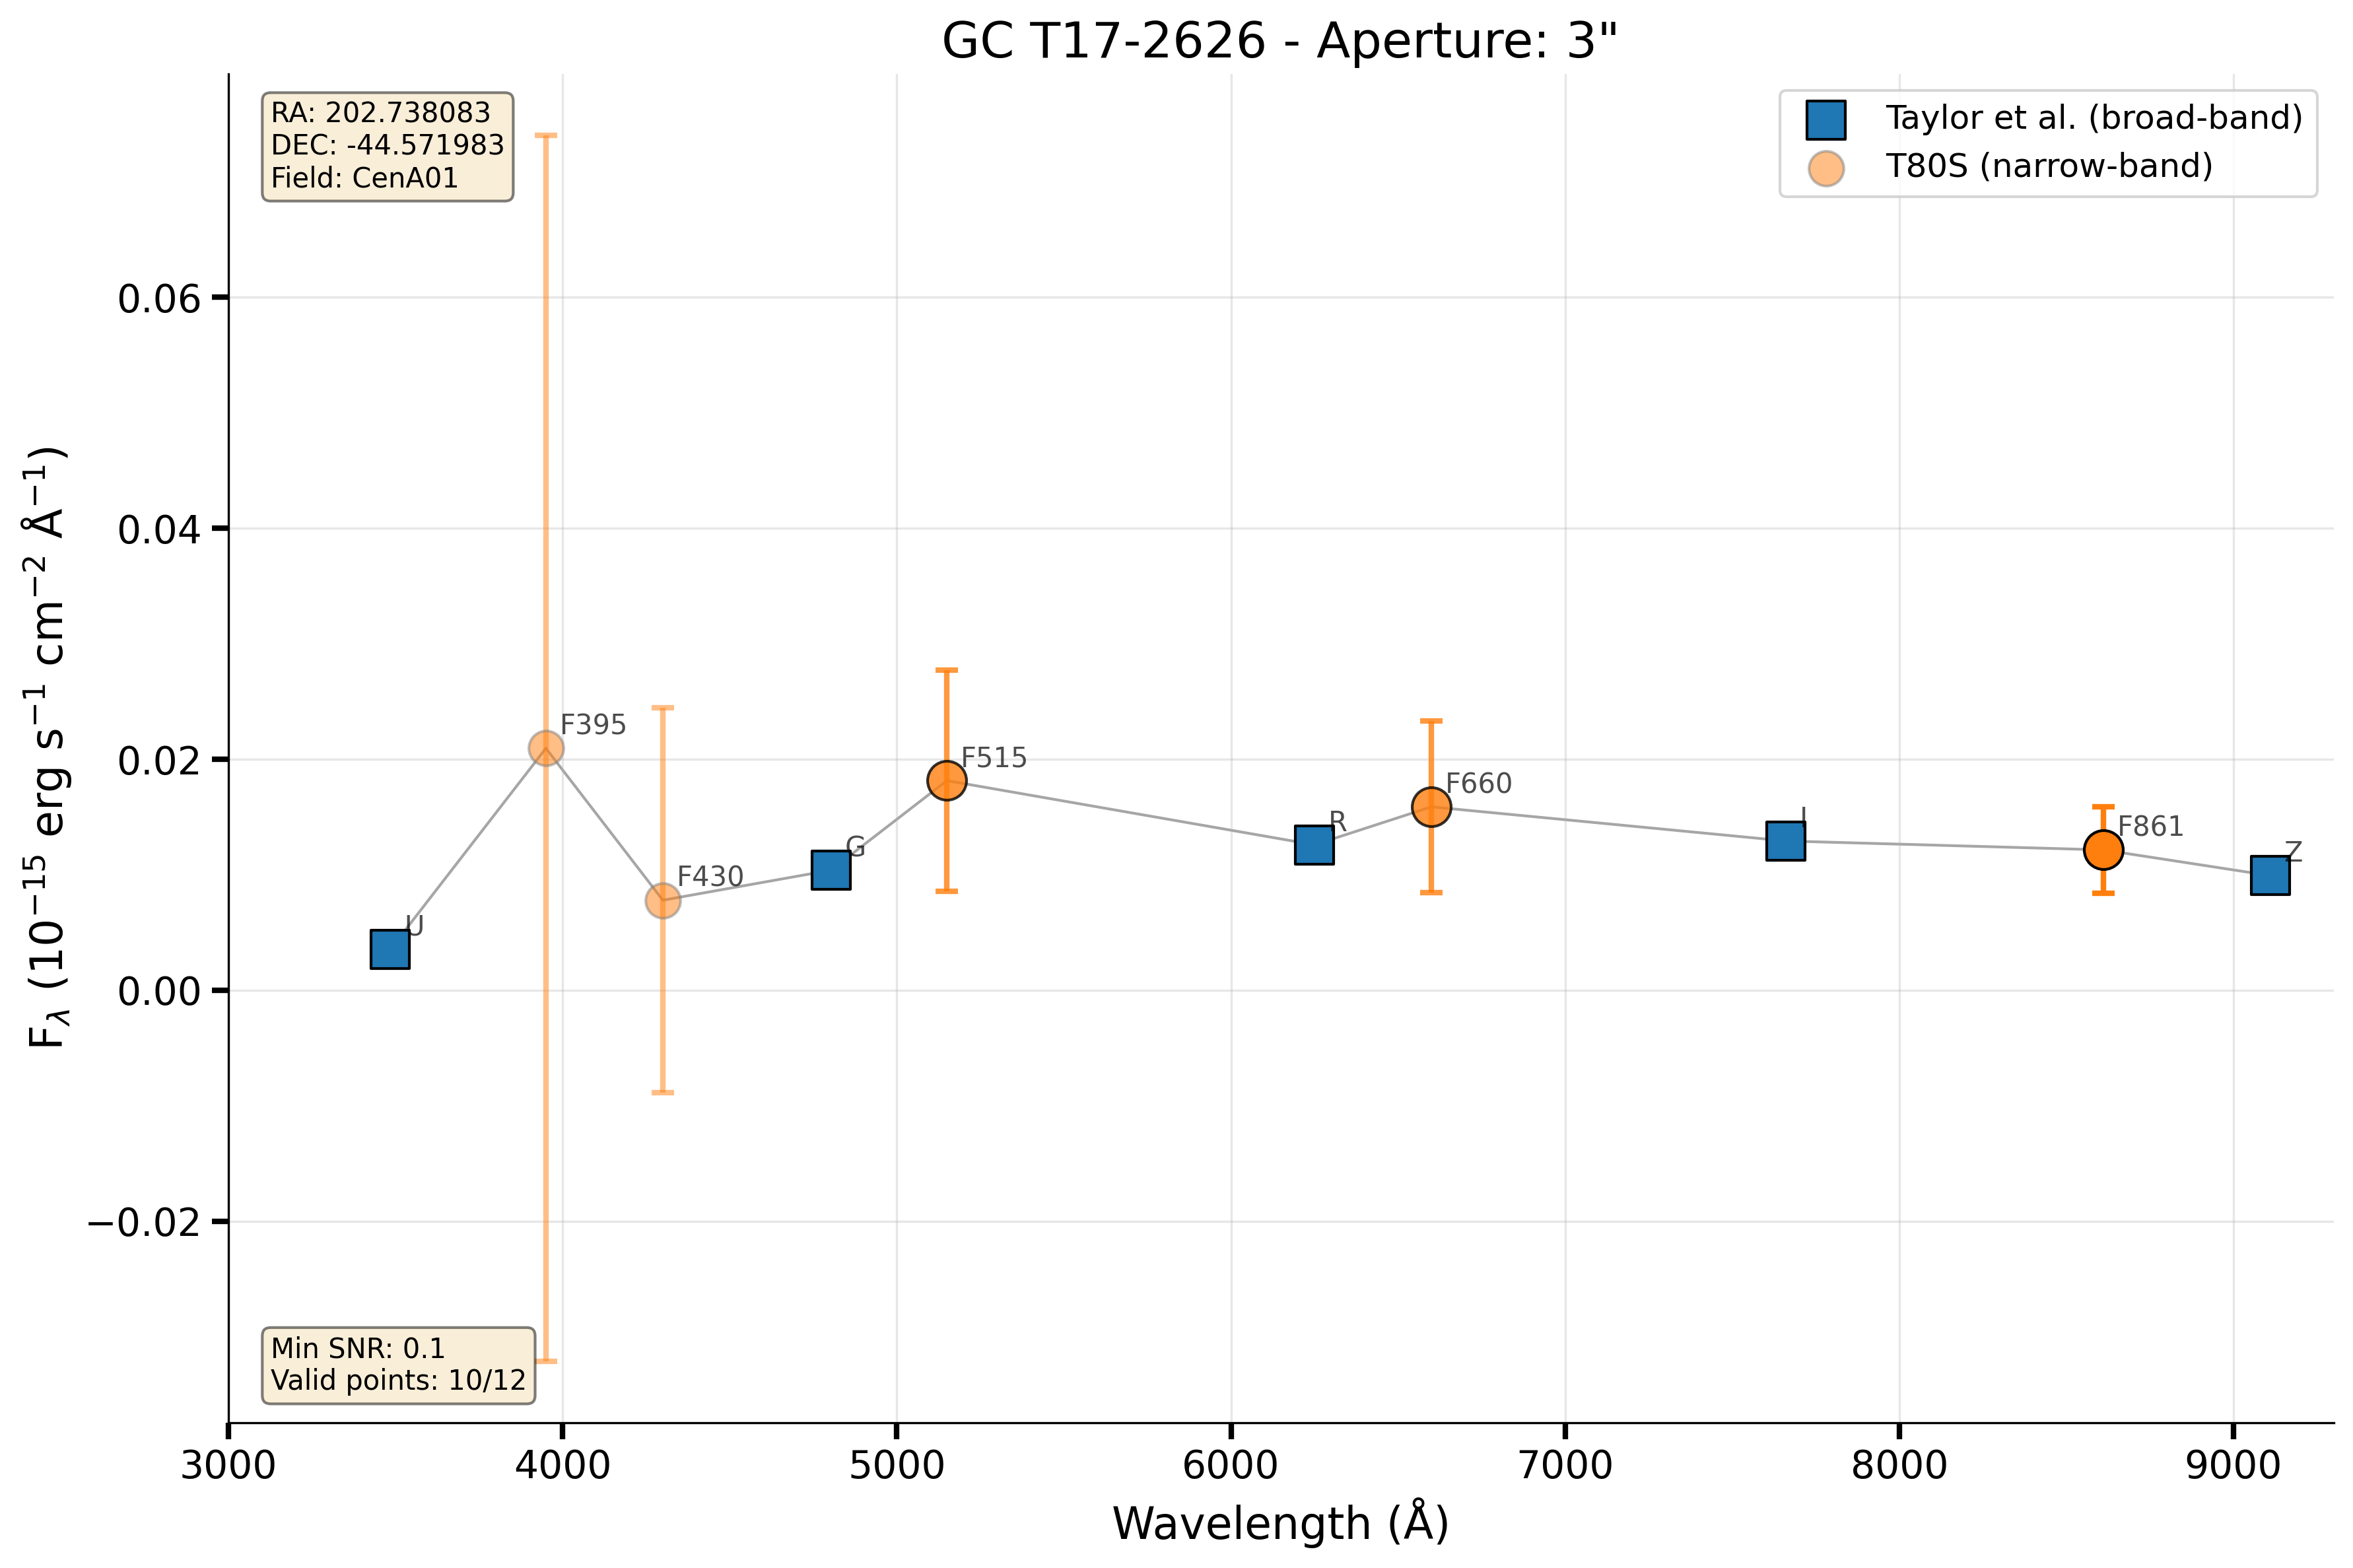 GC T17-2626 - Aperture: 3"
RA: 202.738083
DEC: -44.571983
Field: CenA01
Taylor et al. (broad-band)
T80S (narrow-band)
0.06
0.04
0.02
0.00
−0.02
F_λ (10⁻¹⁵ erg s⁻¹ cm⁻² Å⁻¹)
U
F395
F430
G
F515
R
F660
I
F861
Z
Min SNR: 0.1
Valid points: 10/12
3000 4000 5000 6000 7000 8000 9000
Wavelength (Å)